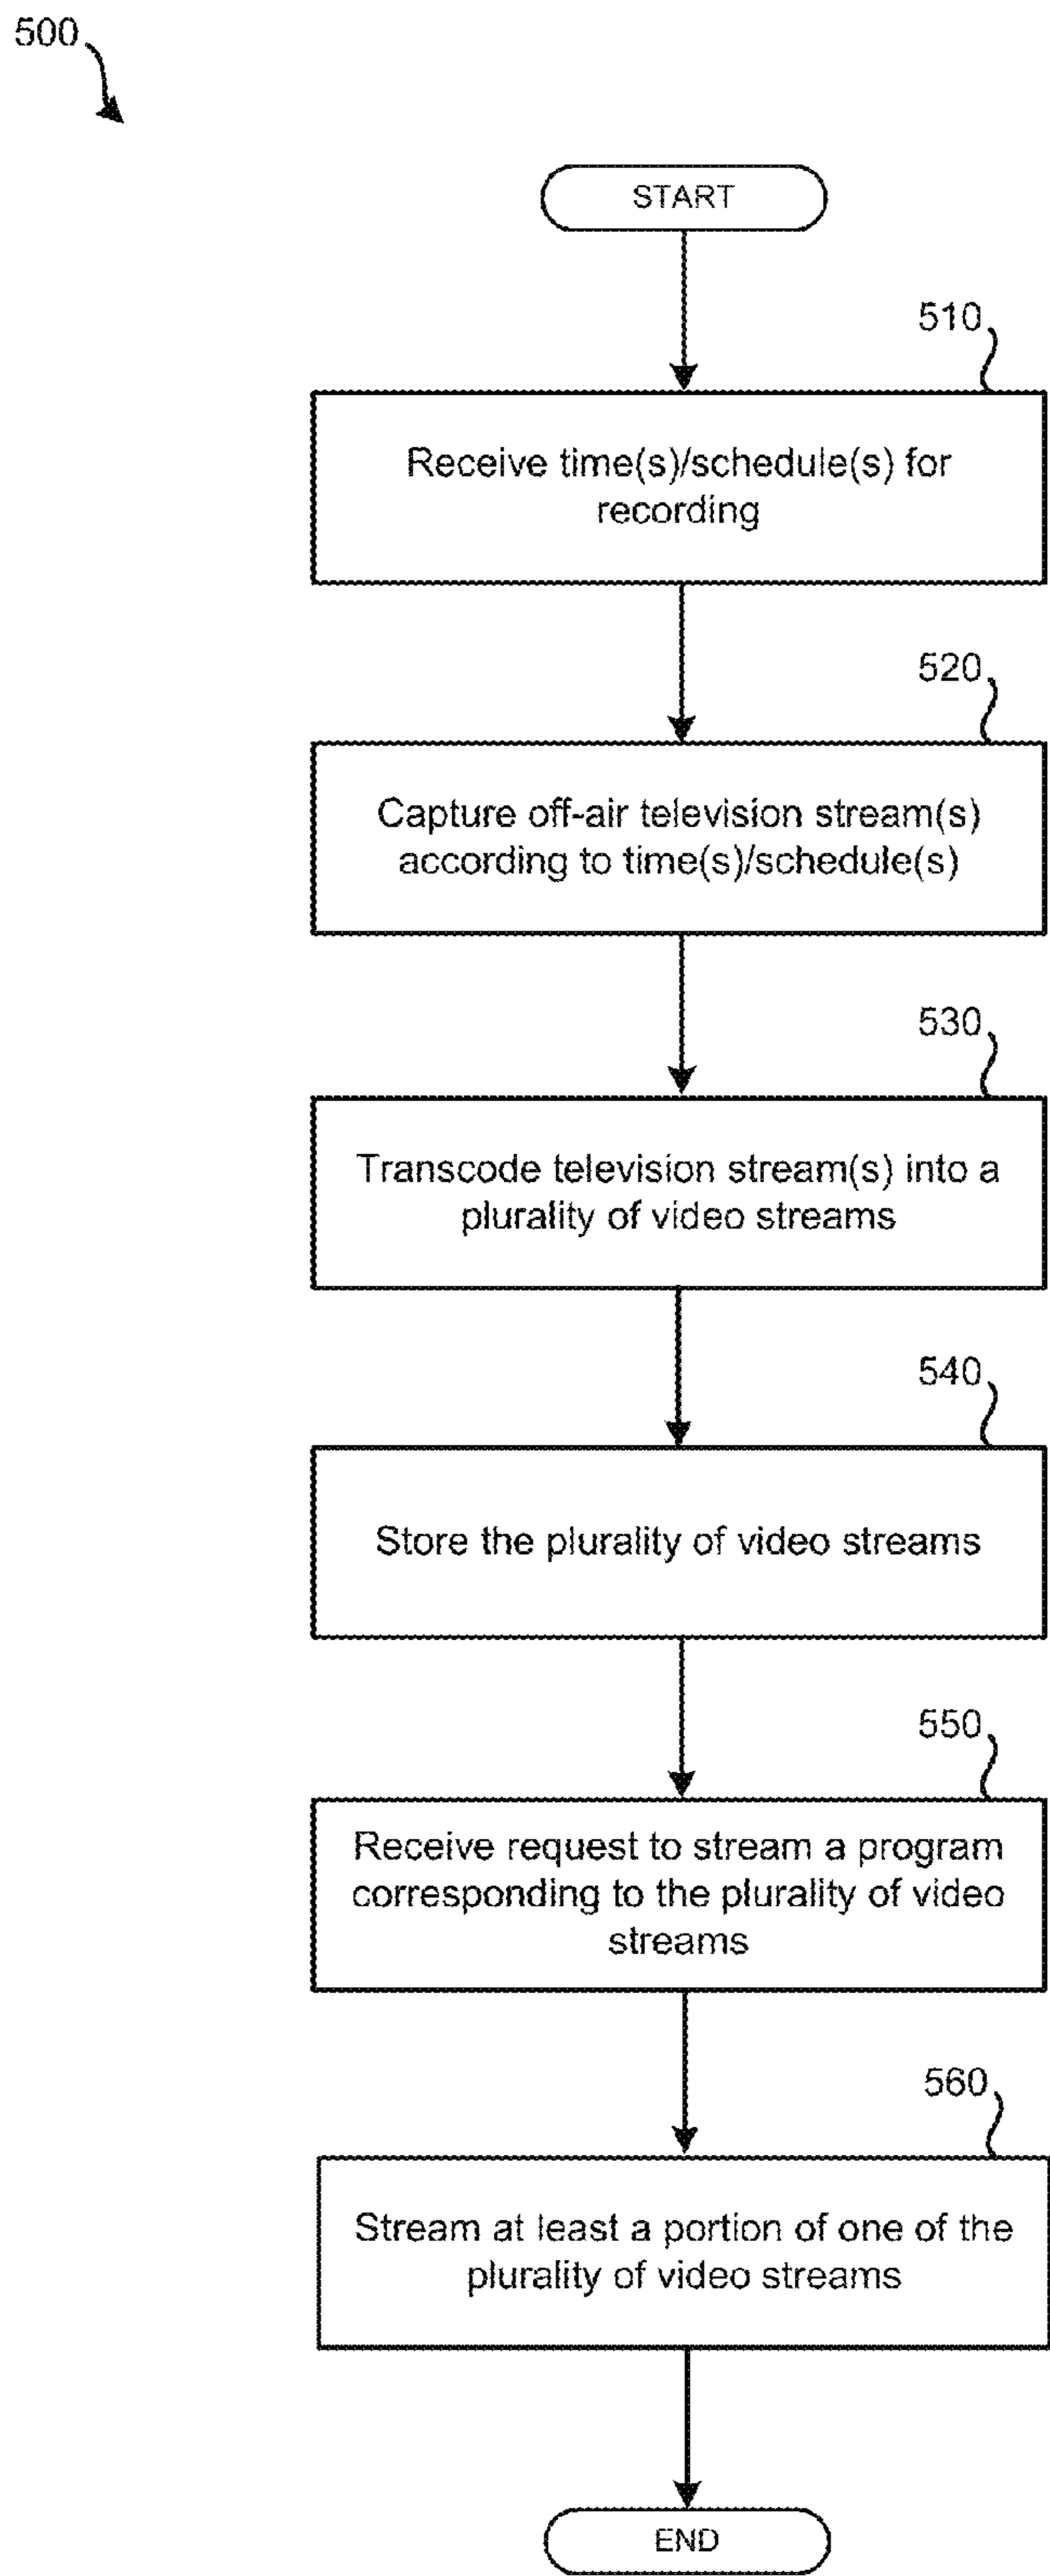 500
START
510
Receive time(s)/schedule(s) for
recording
520
Capture off-air television stream(s)
according to time(s)/schedule(s)
530
Transcode television stream(s) into a
plurality of video streams
540
Store the plurality of video streams
550
Receive request to stream a program
corresponding to the plurality of video
streams
560
Stream at least a portion of one of the
plurality of video streams
END